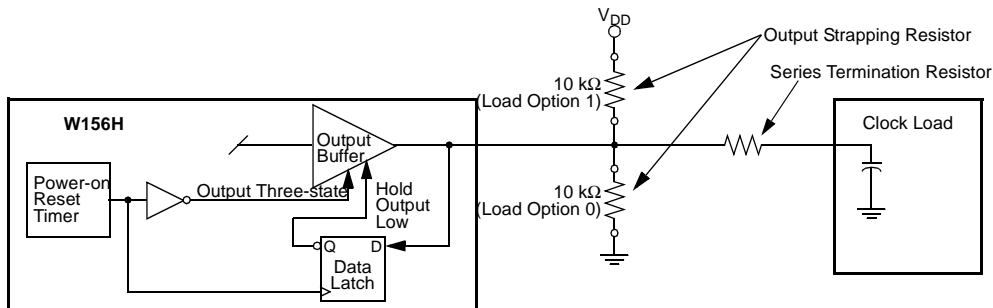 V_DD
Output Strapping Resistor
Series Termination Resistor
10 kΩ
(Load Option 1)
W156H
Clock Load
Output
Buffer
Power-on
Reset
Timer
Output Three-state
Hold
Output
Low
10 kΩ
(Load Option 0)
Q
D
Data
Latch